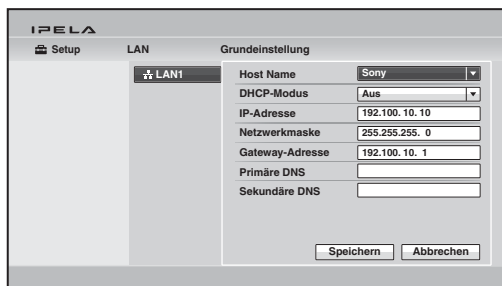 IPELA
Setup LAN Grundeinstellung
LAN1
Host Name Sony
DHCP-Modus Aus
IP-Adresse 192.100. 10. 10
Netzwerkmaske 255.255.255. 0
Gateway-Adresse 192.100. 10. 1
Primäre DNS
Sekundäre DNS
Speichern Abbrechen